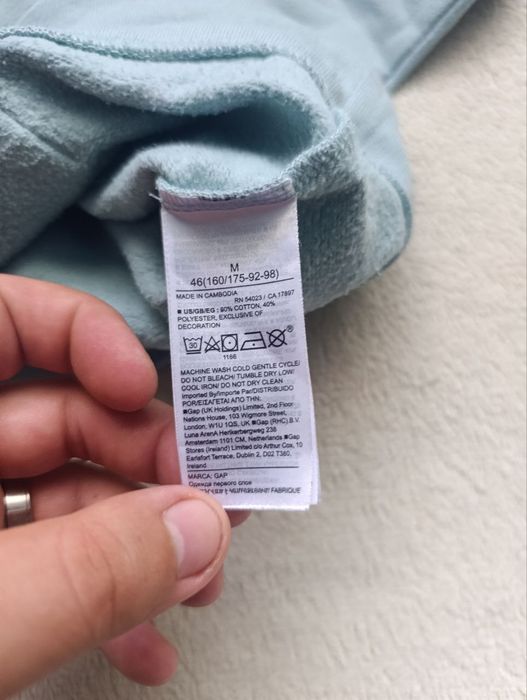 M
46(160/175-92-98)
MADE IN CAMBODIA
RN 54023 / CA 17897
■ US/GB/EG : 60% COTTON, 40%
POLYESTER, EXCLUSIVE OF
DECORATION
30
1166
MACHINE WASH COLD GENTLE CYCLE/
DO NOT BLEACH/ TUMBLE DRY LOW/
COOL IRON/ DO NOT DRY CLEAN
Imported By/Importe Par/DISTRIBUIDO
POR/ΕΙΣΑΓΕΤΑΙ ΑΠΟ ΤΗΝ:
■Gap (UK Holdings) Limited, 2nd Floor
Nations House, 103 Wigmore Street,
London, W1U 1QS, UK ■Gap (RHC) B.V.
Luna ArenA Herikerbergweg 238
Amsterdam 1101 CM, Netherlands ■Gap
Stores (Ireland) Limited c/o Arthur Cox, 10
Earlsfort Terrace, Dublin 2, D02 T380,
Ireland
MARCA: GAP
Одежда первого слоя
FABRIQUE